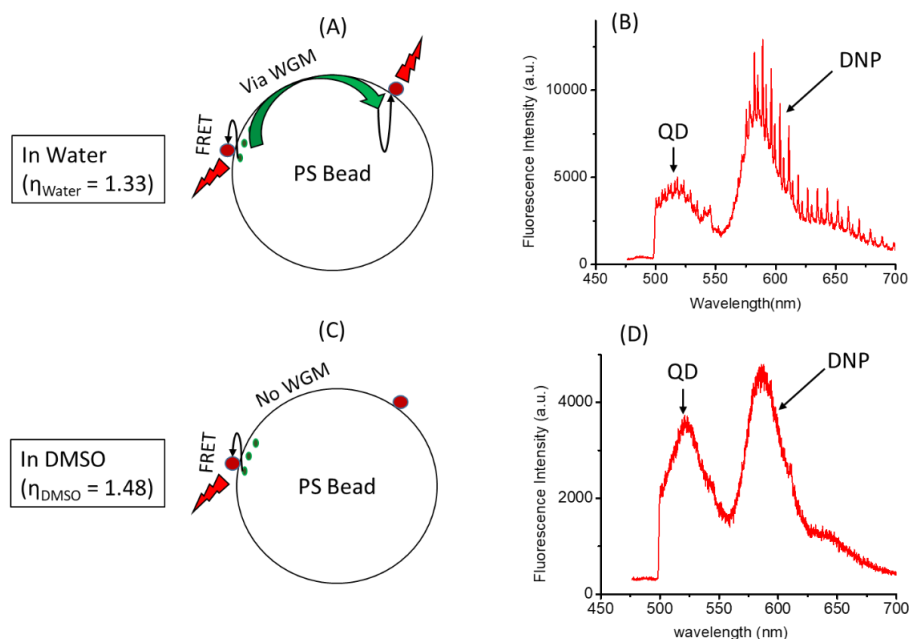 (A)
Via WGM
FRET
PS Bead
In Water
(η_Water = 1.33)
(B)
DNP
QD
Fluorescence Intensity (a.u.)
10000
5000
0
450 500 550 600 650 700
Wavelength(nm)
(C)
No WGM
FRET
PS Bead
In DMSO
(η_DMSO = 1.48)
(D)
DNP
QD
Fluorescence Intensity (a.u.)
4000
2000
0
450 500 550 600 650 700
wavelength (nm)